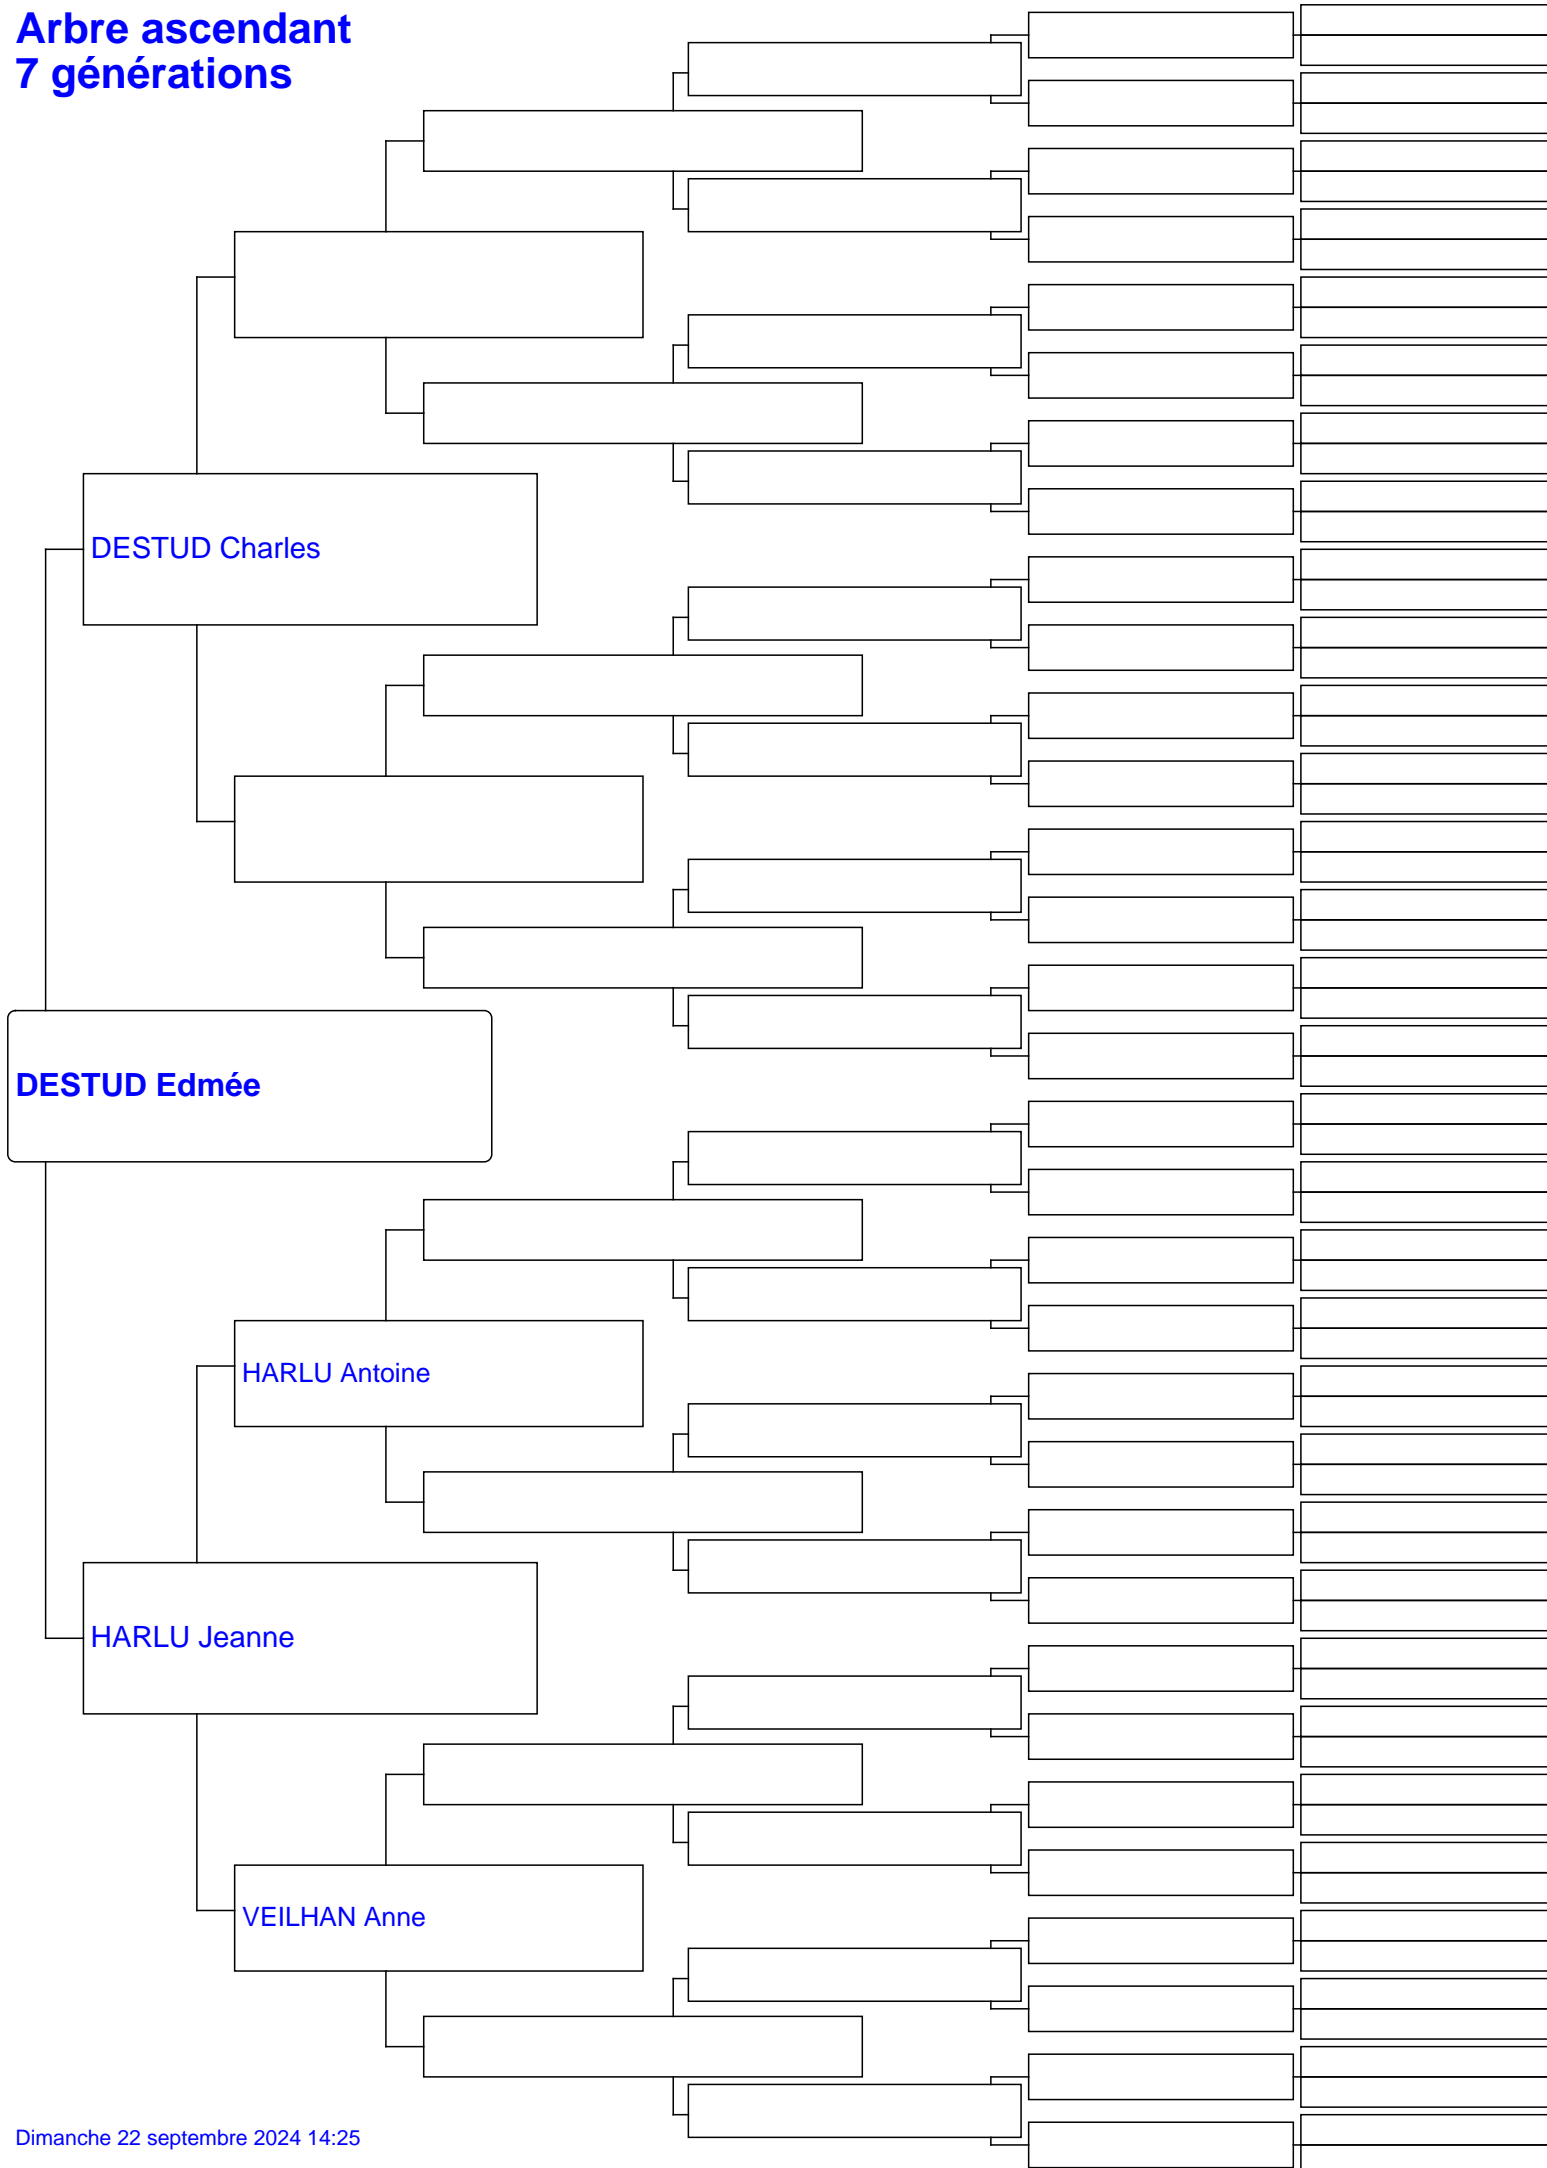 Arbre ascendant
7 générations
DESTUD Charles
DESTUD Edmée
HARLU Antoine
HARLU Jeanne
VEILHAN Anne
Dimanche 22 septembre 2024 14:25